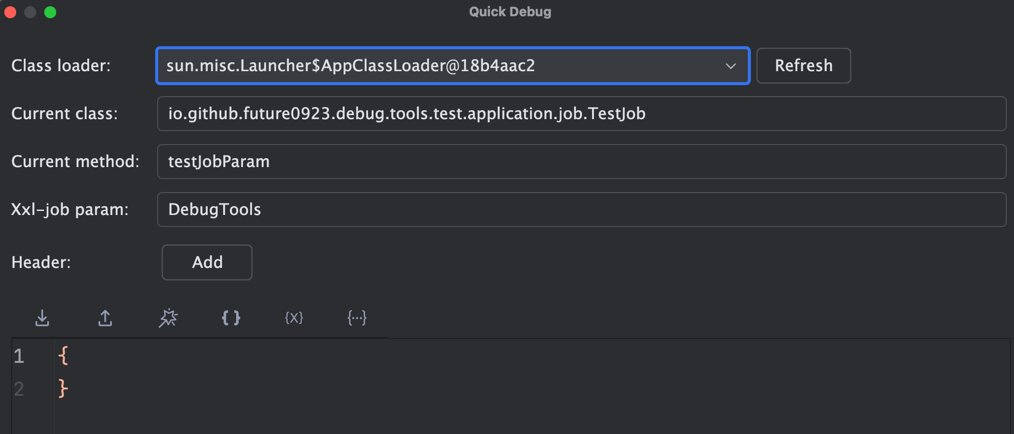 Quick Debug
Class loader: sun.misc.Launcher$AppClassLoader@18b4aac2 Refresh
Current class: io.github.future0923.debug.tools.test.application.job.TestJob
Current method: testJobParam
Xxl-job param: DebugTools
Header: Add
{ } {X} {···}
1 {
2 }